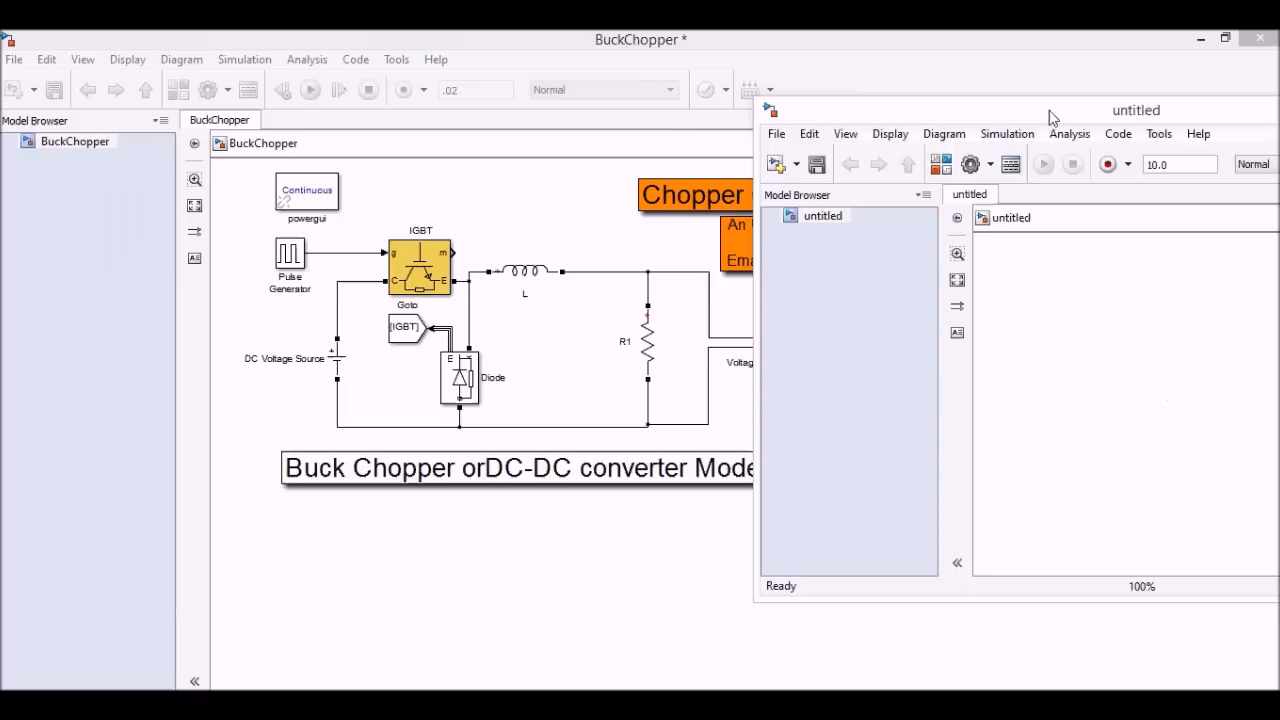 BuckChopper *
File Edit View Display Diagram Simulation Analysis Code Tools Help
.02 Normal
Model Browser
BuckChopper
BuckChopper
BuckChopper
Continuous
powergui
Pulse
Generator
IGBT
g m
C E
Goto
[IGBT]
L
DC Voltage Source
+
E
Diode
R1
+
Voltag
Chopper
An
Ema
Buck Chopper orDC-DC converter Mode
untitled
File Edit View Display Diagram Simulation Analysis Code Tools Help
10.0 Normal
Model Browser
untitled
untitled
untitled
Ready
100%